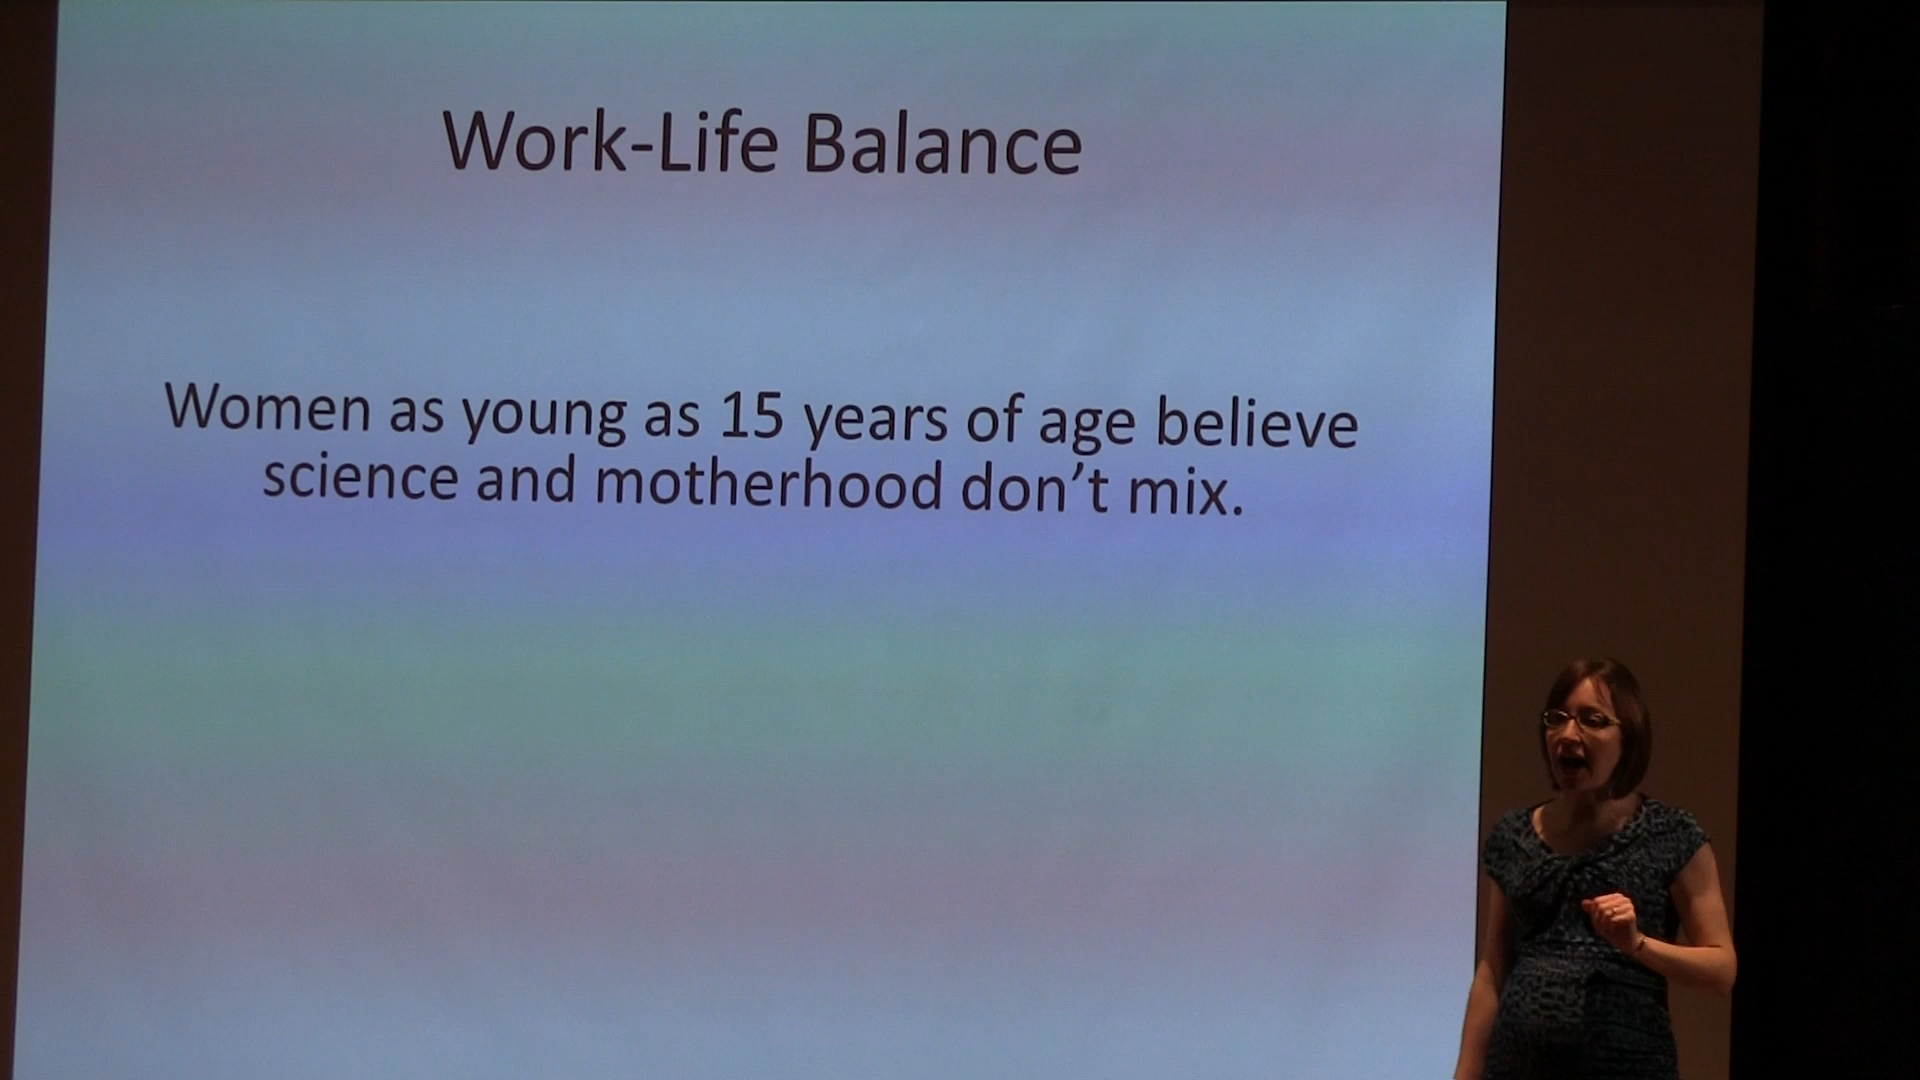 Work-Life Balance
Women as young as 15 years of age believe
science and motherhood don't mix.